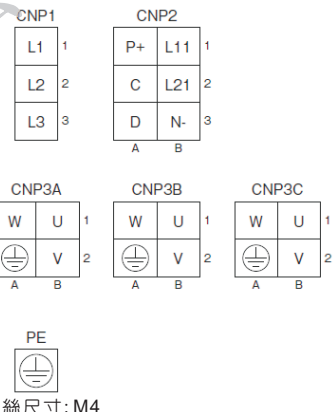 CNP1 CNP2
L1 1 P+ L11 1
L2 2 C L21 2
L3 3 D N- 3
A B
CNP3A CNP3B CNP3C
W U 1 W U 1 W U 1
V 2 V 2 V 2
A B A B A B
PE
絲尺寸: M4